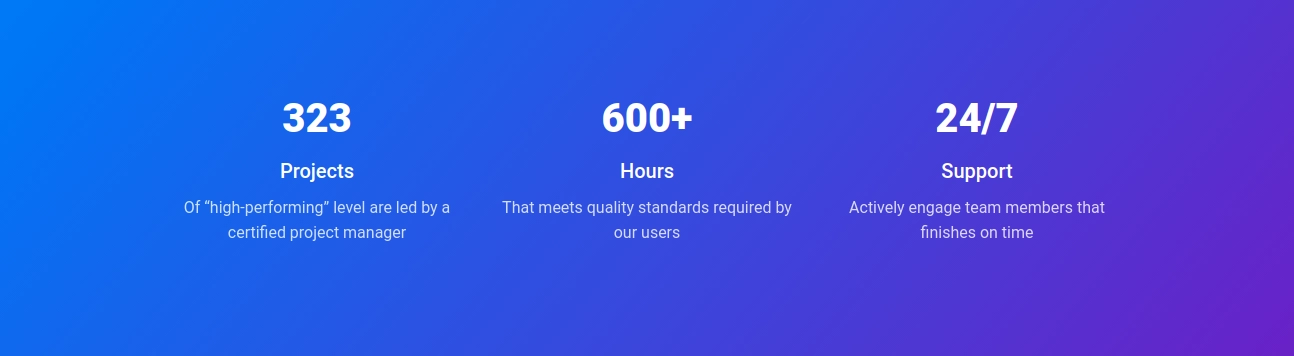 323
Projects
Of “high-performing” level are led by a
certified project manager
600+
Hours
That meets quality standards required by
our users
24/7
Support
Actively engage team members that
finishes on time